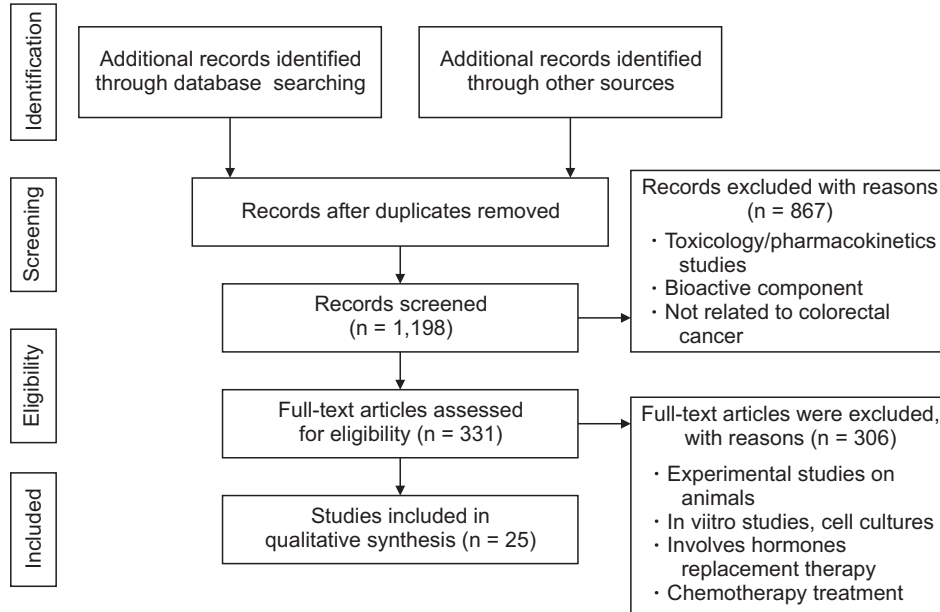 Identification
Additional records identified
through database searching
Additional records identified
through other sources
Screening
Records after duplicates removed
Records excluded with reasons
(n = 867)
· Toxicology/pharmacokinetics
studies
· Bioactive component
· Not related to colorectal
cancer
Records screened
(n = 1,198)
Eligibility
Full-text articles assessed
for eligibility (n = 331)
Full-text articles were excluded,
with reasons (n = 306)
· Experimental studies on
animals
· In viitro studies, cell cultures
· Involves hormones
replacement therapy
· Chemotherapy treatment
Included
Studies included in
qualitative synthesis (n = 25)